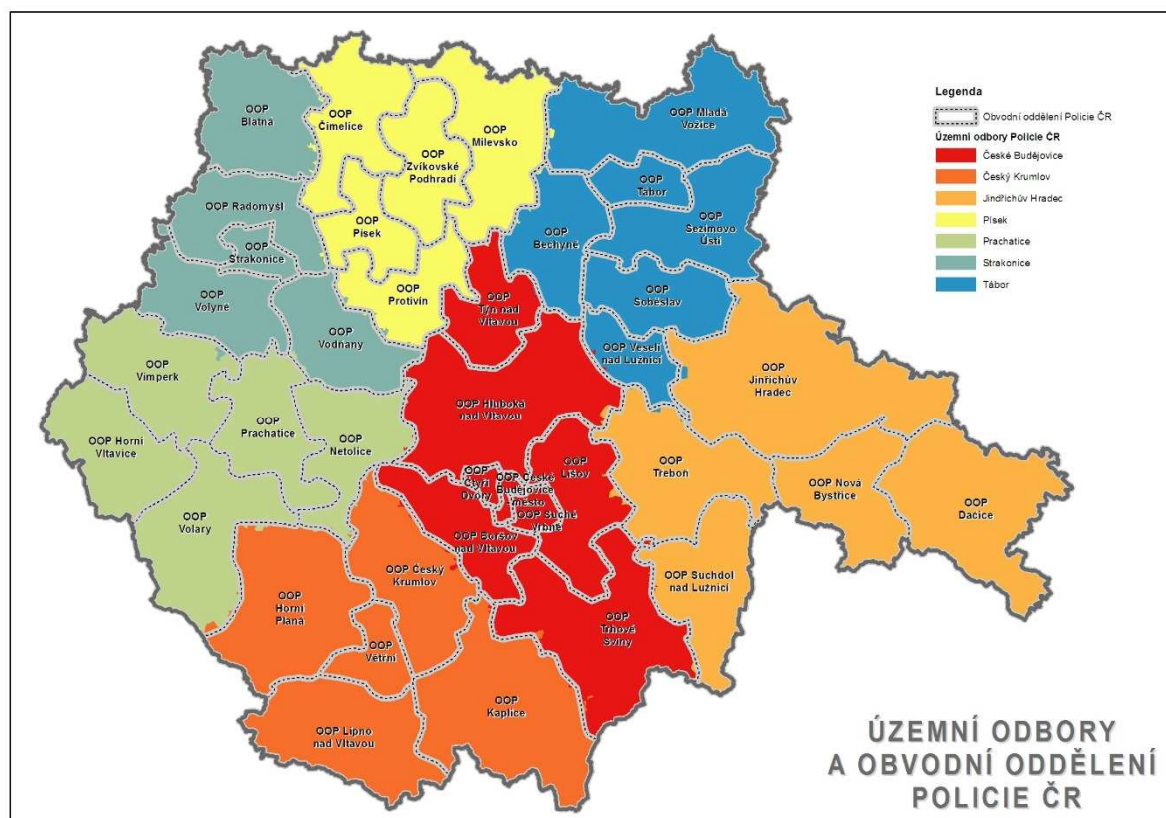 OOP
Blatná
OOP
Čimelice
OOP
Milevsko
OOP
Zvíkovské
Podhradí
OOP Mladá
Vožice
OOP
Tábor
OOP
Sezimovo
Ústí
OOP
Bechyně
OOP
Soběslav
OOP Veselí
nad Lužnicí
OOP Radomyšl
OOP
Strakonice
OOP
Písek
OOP
Protivín
OOP
Volyně
OOP
Vodňany
OOP
Týn nad
Vltavou
OOP
Vimperk
OOP
Prachatice
OOP
Netolice
OOP Horní
Vltavice
OOP
Volary
OOP Hluboká
nad Vltavou
OOP
Čtyři
Dvory
OOP České
Budějovice
město
OOP Suché
Vrbné
OOP
Lišov
OOP Boršov
nad Vltavou
OOP
Trhové
Sviny
OOP
Jinřichův
Hradec
OOP
Třeboň
OOP Nová
Bystřice
OOP
Dačice
OOP Suchdol
nad Lužnicí
OOP Český
Krumlov
OOP
Horní
Planá
OOP
Větřní
OOP Lipno
nad Vltavou
OOP
Kaplice
Legenda
Obvodní oddělení Policie ČR
Územní odbory Policie ČR
České Budějovice
Český Krumlov
Jindřichův Hradec
Písek
Prachatice
Strakonice
Tábor
ÚZEMNÍ ODBORY
A OBVODNÍ ODDĚLENÍ
POLICIE ČR